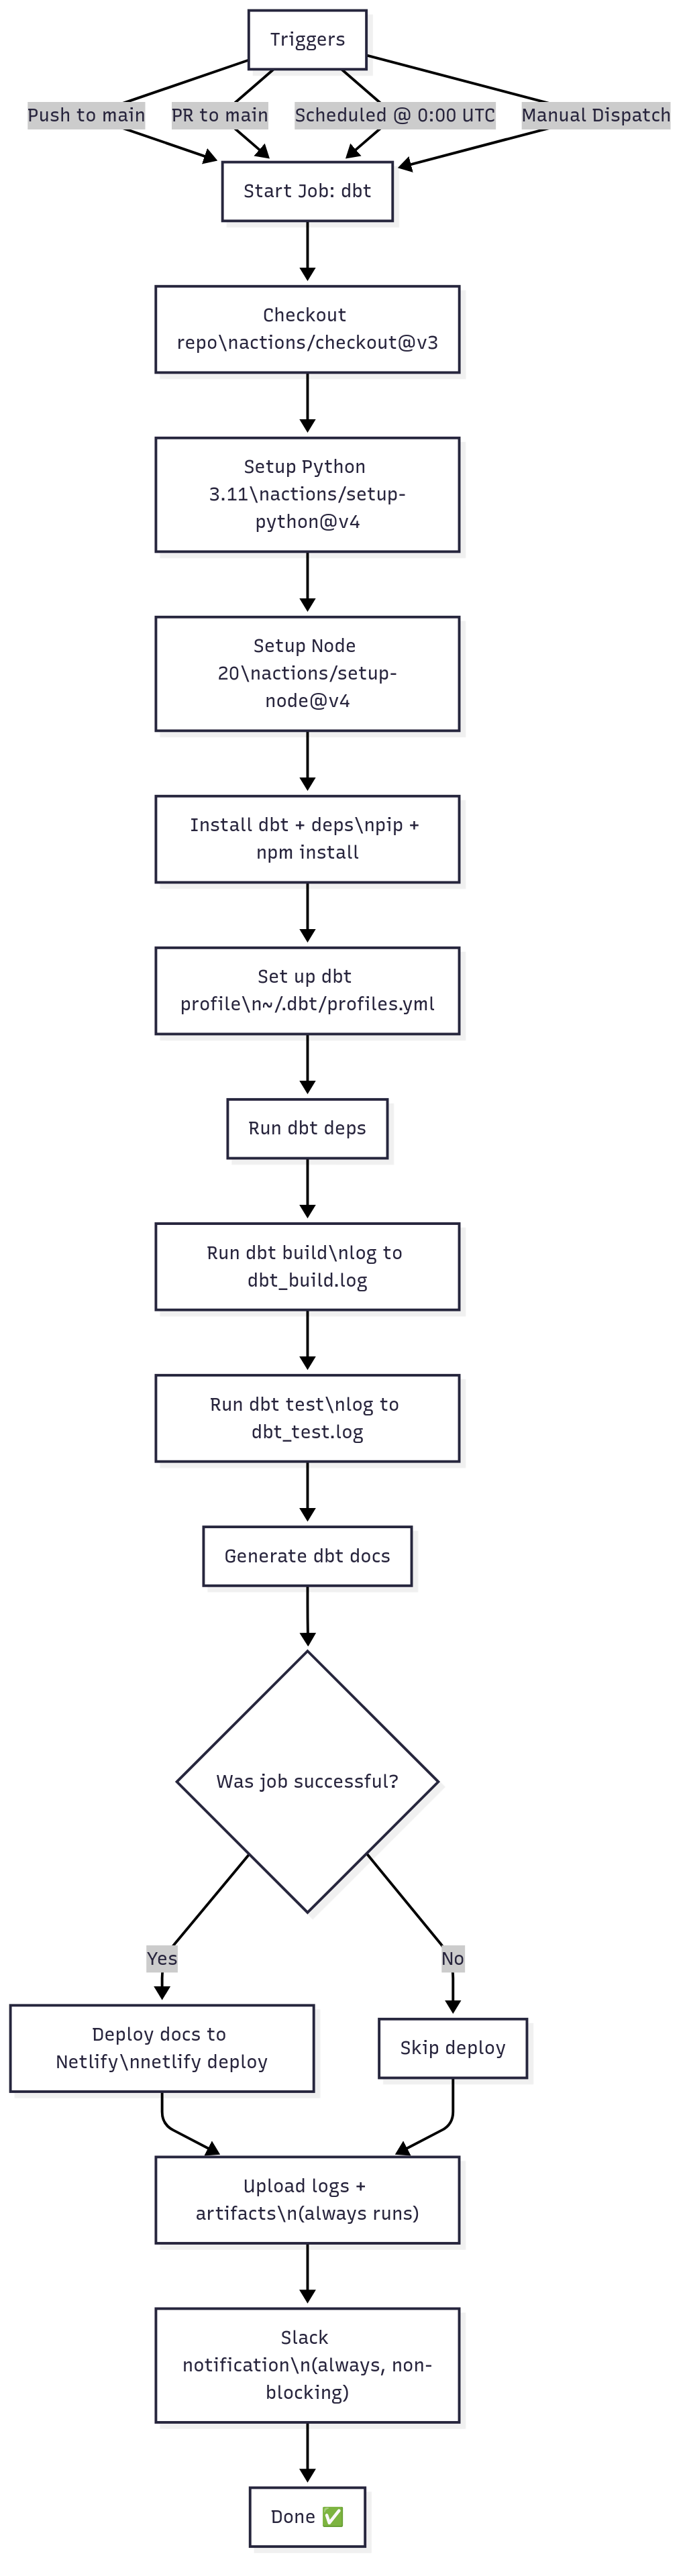 Triggers
Push to main
PR to main
Scheduled @ 0:00 UTC
Manual Dispatch
Start Job: dbt
Checkout
repo\nactions/checkout@v3
Setup Python
3.11\nactions/setup-
python@v4
Setup Node
20\nactions/setup-
node@v4
Install dbt + deps\npip +
npm install
Set up dbt
profile\n~/.dbt/profiles.yml
Run dbt deps
Run dbt build\nlog to
dbt_build.log
Run dbt test\nlog to
dbt_test.log
Generate dbt docs
Was job successful?
Yes
No
Deploy docs to
Netlify\nnetlify deploy
Skip deploy
Upload logs +
artifacts\n(always runs)
Slack
notification\n(always, non-
blocking)
Done ✅